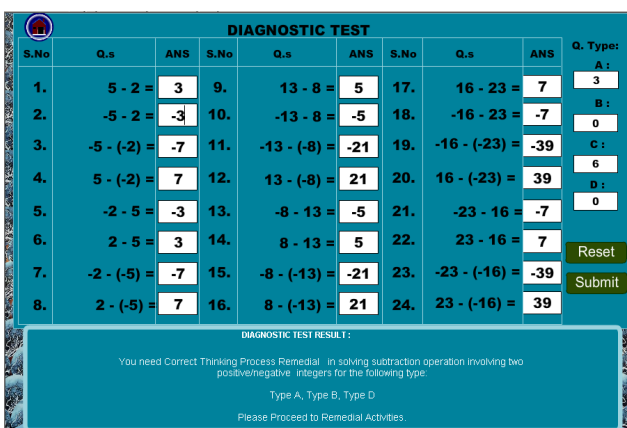 DIAGNOSTIC TEST
S.No Q.s ANS S.No Q.s ANS S.No Q.s ANS
1. 5 - 2 = 3 9. 13 - 8 = 5 17. 16 - 23 = 7
2. -5 - 2 = -3 10. -13 - 8 = -5 18. -16 - 23 = -7
3. -5 - (-2) = -7 11. -13 - (-8) = -21 19. -16 - (-23) = -39
4. 5 - (-2) = 7 12. 13 - (-8) = 21 20. 16 - (-23) = 39
5. -2 - 5 = -3 13. -8 - 13 = -5 21. -23 - 16 = -7
6. 2 - 5 = 3 14. 8 - 13 = 5 22. 23 - 16 = 7
7. -2 - (-5) = -7 15. -8 - (-13) = -21 23. -23 - (-16) = -39
8. 2 - (-5) = 7 16. 8 - (-13) = 21 24. 23 - (-16) = 39
Q. Type:
A :
3
B :
0
C :
6
D :
0
Reset
Submit
DIAGNOSTIC TEST RESULT :
You need Correct Thinking Process Remedial in solving subtraction operation involving two
positive/negative integers for the following type:
Type A, Type B, Type D
Please Proceed to Remedial Activities.